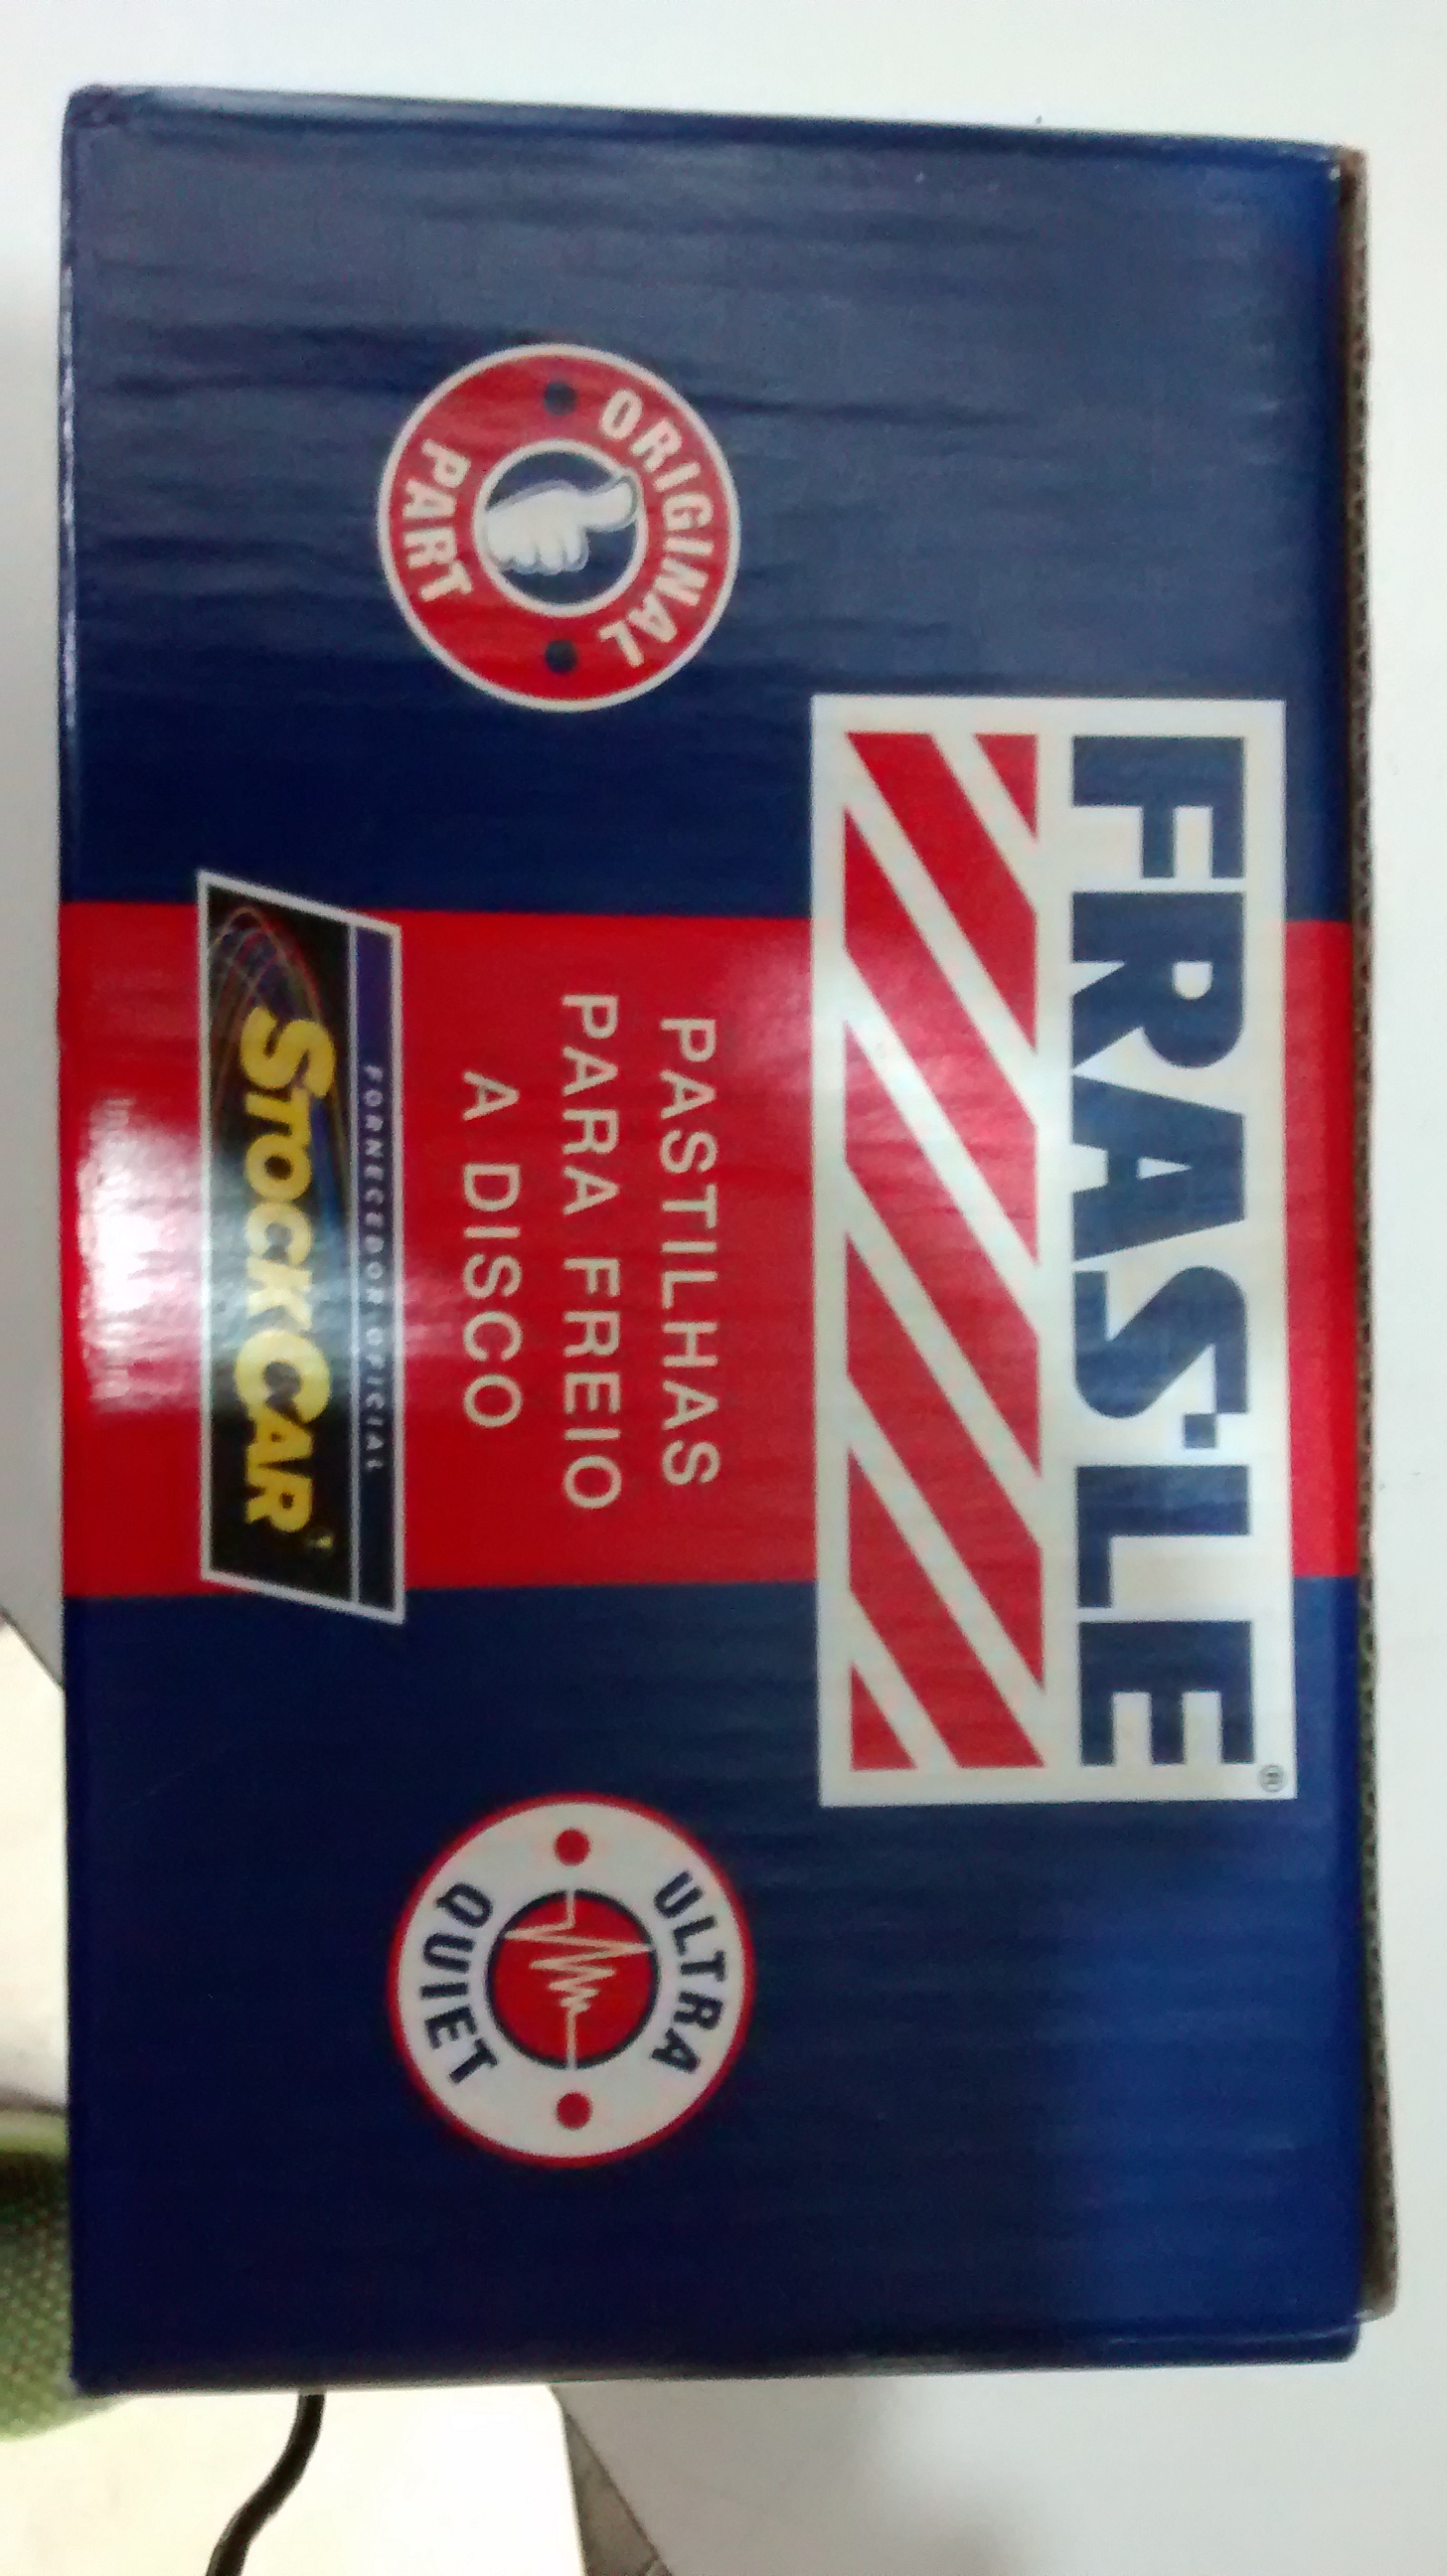 FRAS-LE®
PASTILHAS
PARA FREIO
A DISCO
FORNECEDOR OFICIAL
STOCK CAR
ORIGINAL
PART
ULTRA
QUIET